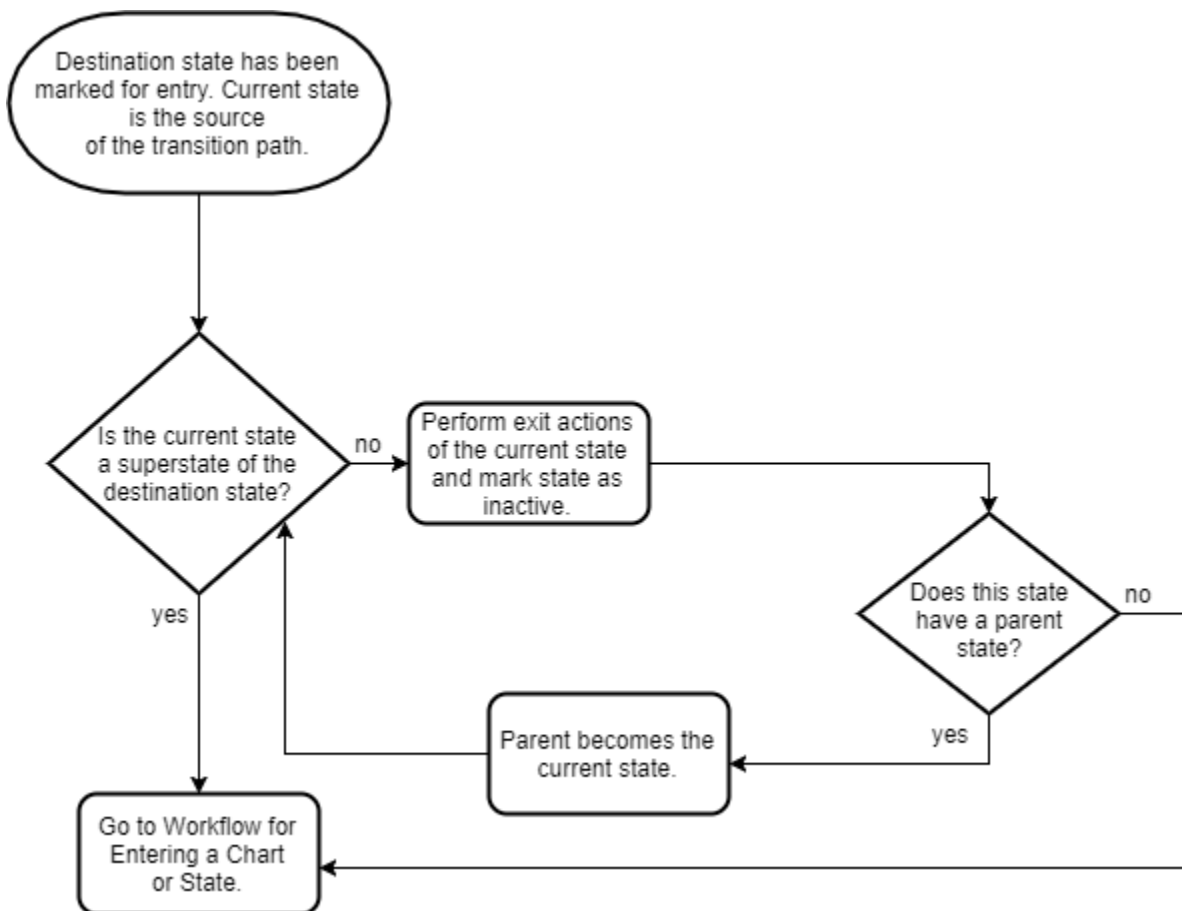 Destination state has been
marked for entry. Current state
is the source
of the transition path.
Is the current state
a superstate of the
destination state?
no
Perform exit actions
of the current state
and mark state as
inactive.
Does this state
have a parent
state?
no
yes
yes
Parent becomes the
current state.
Go to Workflow for
Entering a Chart
or State.